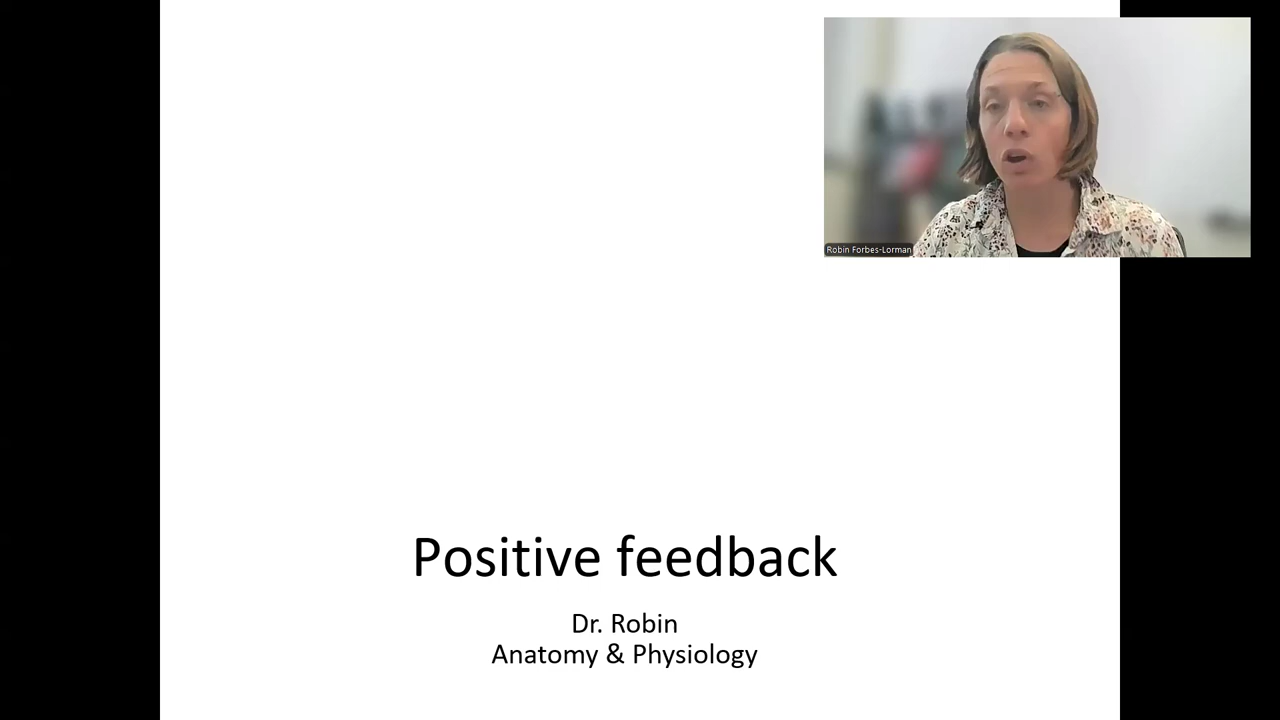 Robin Forbes-Lorman
Positive feedback
Dr. Robin
Anatomy & Physiology